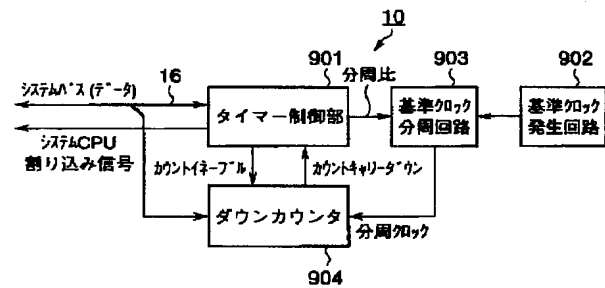 10
901
903
902
システムバス (データ)
16
分周比
タイマー制御部
基準クロック
分周回路
基準クロック
発生回路
システムCPU
割り込み信号
カウントイネーブル
カウントキャリーダウン
ダウンカウンタ
分周クロック
904